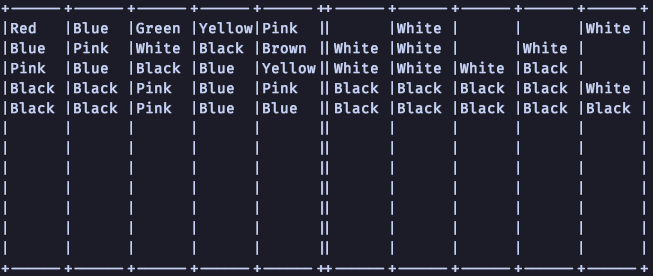 Red Blue Green Yellow Pink White White
Blue Pink White Black Brown White White White
Pink Blue Black Blue Yellow White White White Black
Black Black Pink Blue Pink Black Black Black Black White
Black Black Pink Blue Blue Black Black Black Black Black